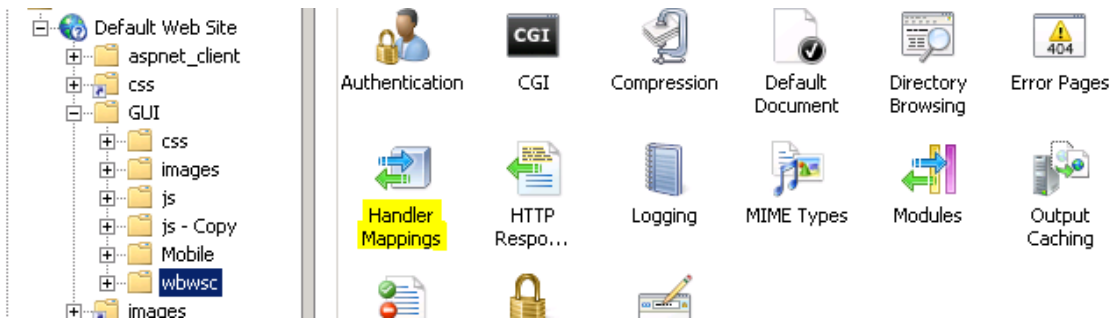 Default Web Site
aspnet_client
css
GUI
css
images
js
js - Copy
Mobile
wbwsc
images
CGI
404
Authentication
CGI
Compression
Default
Document
Directory
Browsing
Error Pages
Handler
Mappings
HTTP
Respo...
Logging
MIME Types
Modules
Output
Caching